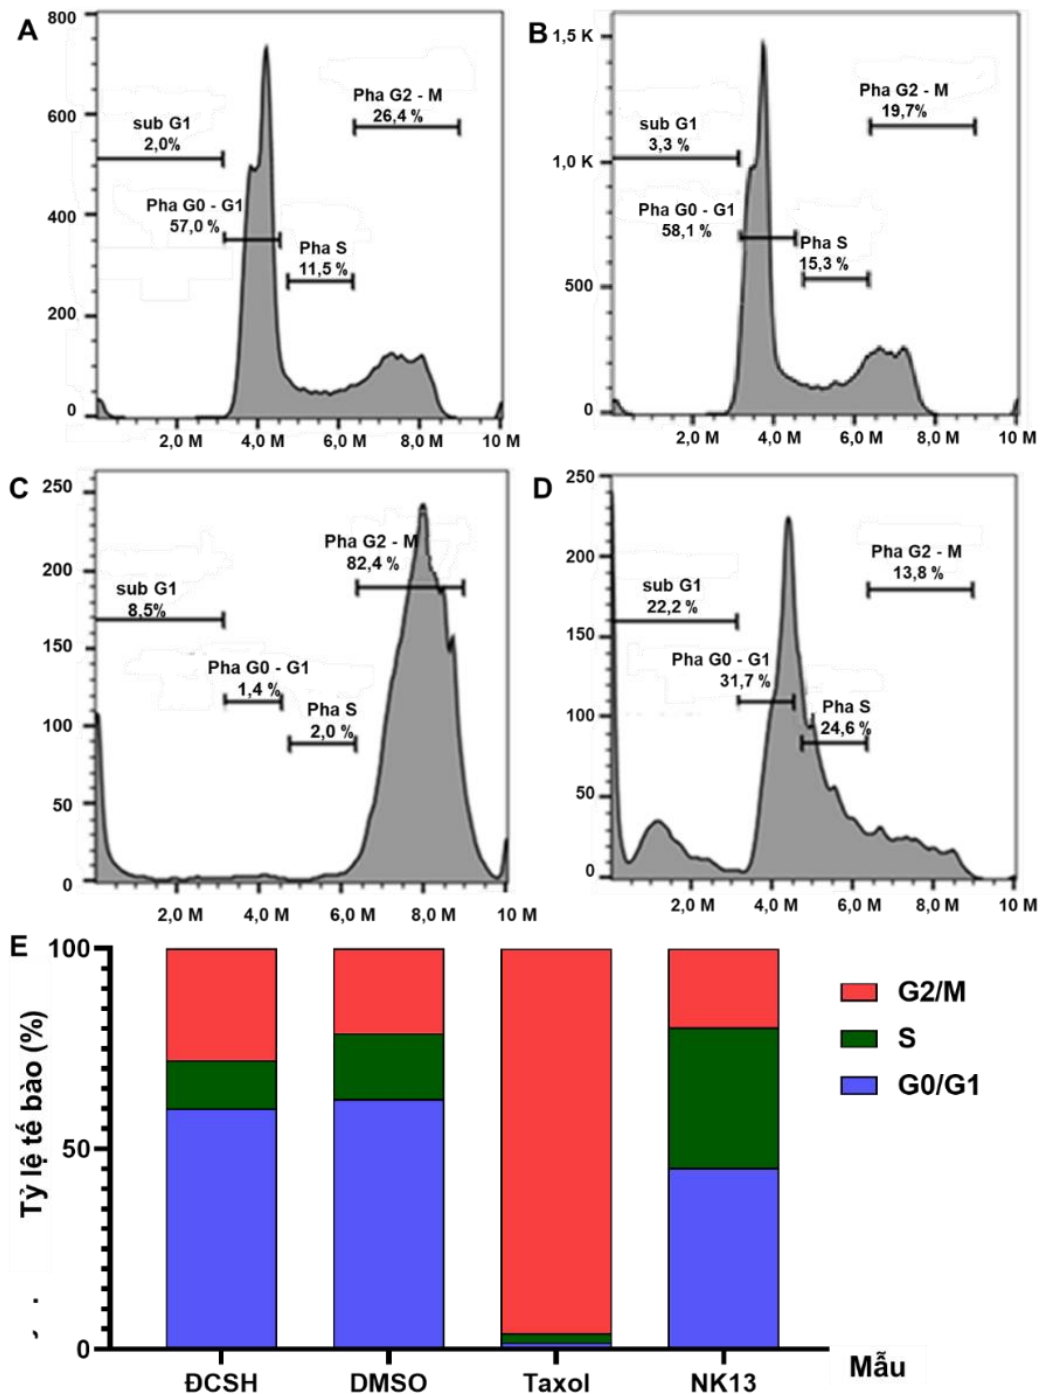 A
800
600
400
200
0
sub G1
2,0%
Pha G0 - G1
57,0 %
Pha S
11,5 %
Pha G2 - M
26,4 %
2,0 M 4,0 M 6,0 M 8,0 M 10 M
B
1,5 K
1,0 K
500
0
sub G1
3,3 %
Pha G0 - G1
58,1 %
Pha S
15,3 %
Pha G2 - M
19,7%
2,0 M 4,0 M 6,0 M 8,0 M 10 M
C
250
200
150
100
50
0
sub G1
8,5%
Pha G0 - G1
1,4 %
Pha S
2,0 %
Pha G2 - M
82,4 %
2,0 M 4,0 M 6,0 M 8,0 M 10 M
D
250
200
150
100
50
0
sub G1
22,2 %
Pha G0 - G1
31,7 %
Pha S
24,6 %
Pha G2 - M
13,8 %
2,0 M 4,0 M 6,0 M 8,0 M 10 M
E
Tỷ lệ tế bào (%)
100
50
0
G2/M
S
G0/G1
ĐCSH DMSO Taxol NK13
Mẫu